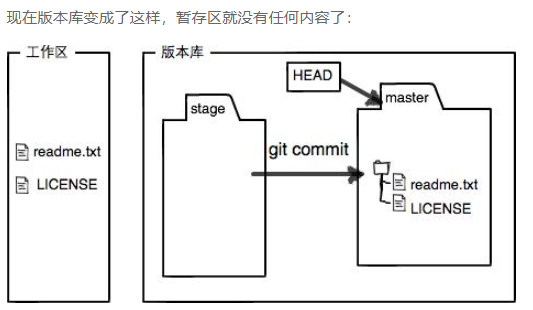 现在版本库变成了这样，暂存区就没有任何内容了：
工作区
版本库
HEAD
stage
master
git commit
readme.txt
LICENSE
readme.txt
LICENSE